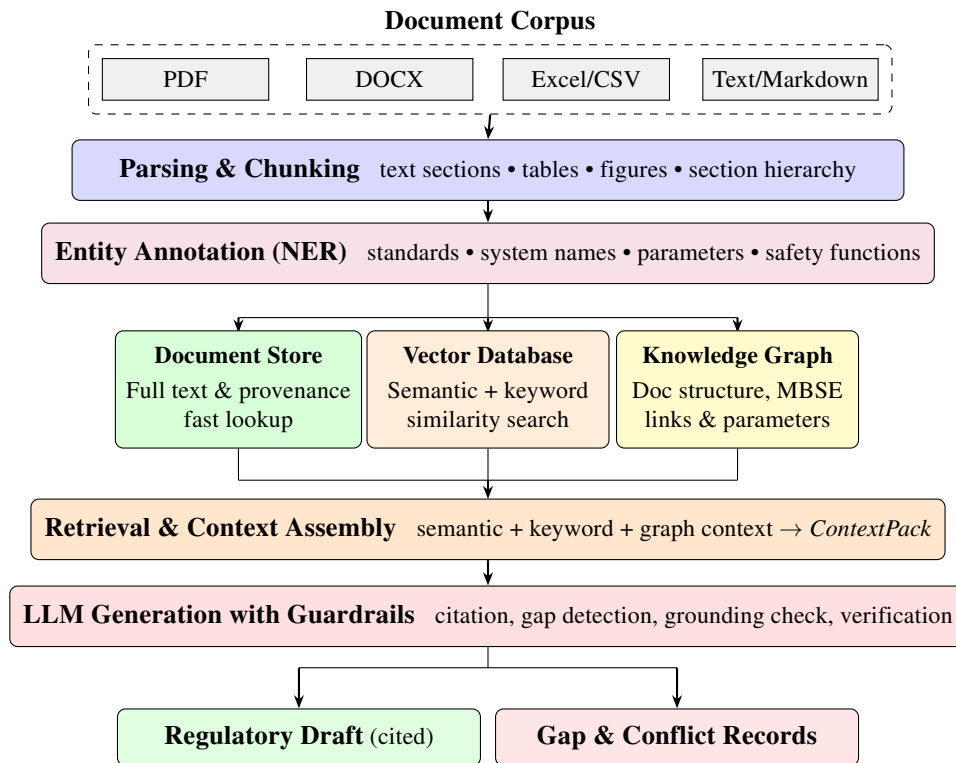 Document Corpus
PDF DOCX Excel/CSV Text/Markdown
Parsing & Chunking text sections • tables • figures • section hierarchy
Entity Annotation (NER) standards • system names • parameters • safety functions
Document Store
Full text & provenance
fast lookup
Vector Database
Semantic + keyword
similarity search
Knowledge Graph
Doc structure, MBSE
links & parameters
Retrieval & Context Assembly semantic + keyword + graph context → ContextPack
LLM Generation with Guardrails citation, gap detection, grounding check, verification
Regulatory Draft (cited)
Gap & Conflict Records